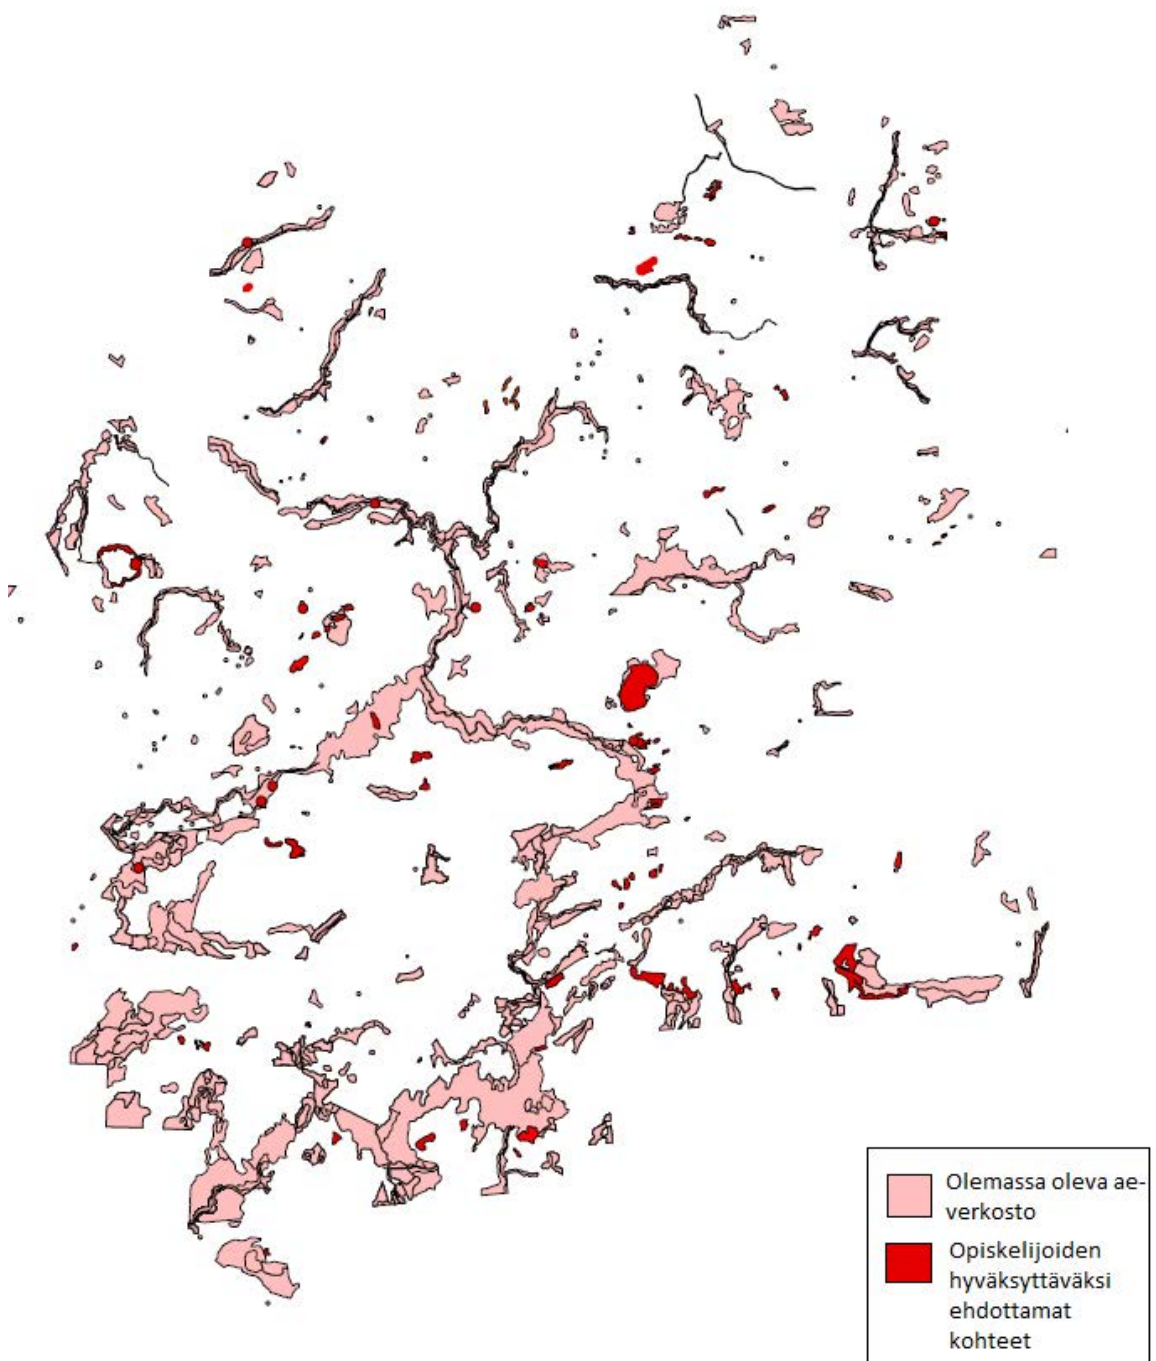 Olemassa oleva ae-
verkosto
Opiskelijoiden
hyväksyttäväksi
ehdottamat
kohteet